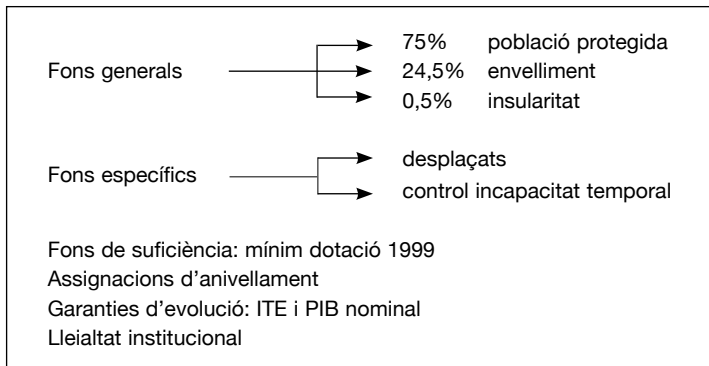 75% població protegida
Fons generals 24,5% envelliment
0,5% insularitat
desplaçats
Fons específics
control incapacitat temporal
Fons de suficiència: mínim dotació 1999
Assignacions d’anivellament
Garanties d’evolució: ITE i PIB nominal
Lleialtat institucional